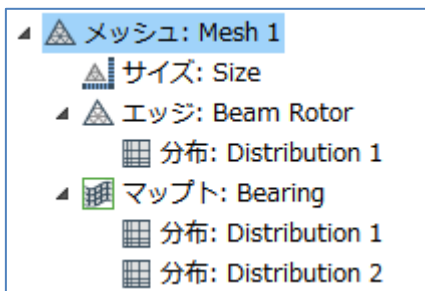 メッシュ: Mesh 1
サイズ: Size
エッジ: Beam Rotor
分布: Distribution 1
マップト: Bearing
分布: Distribution 1
分布: Distribution 2